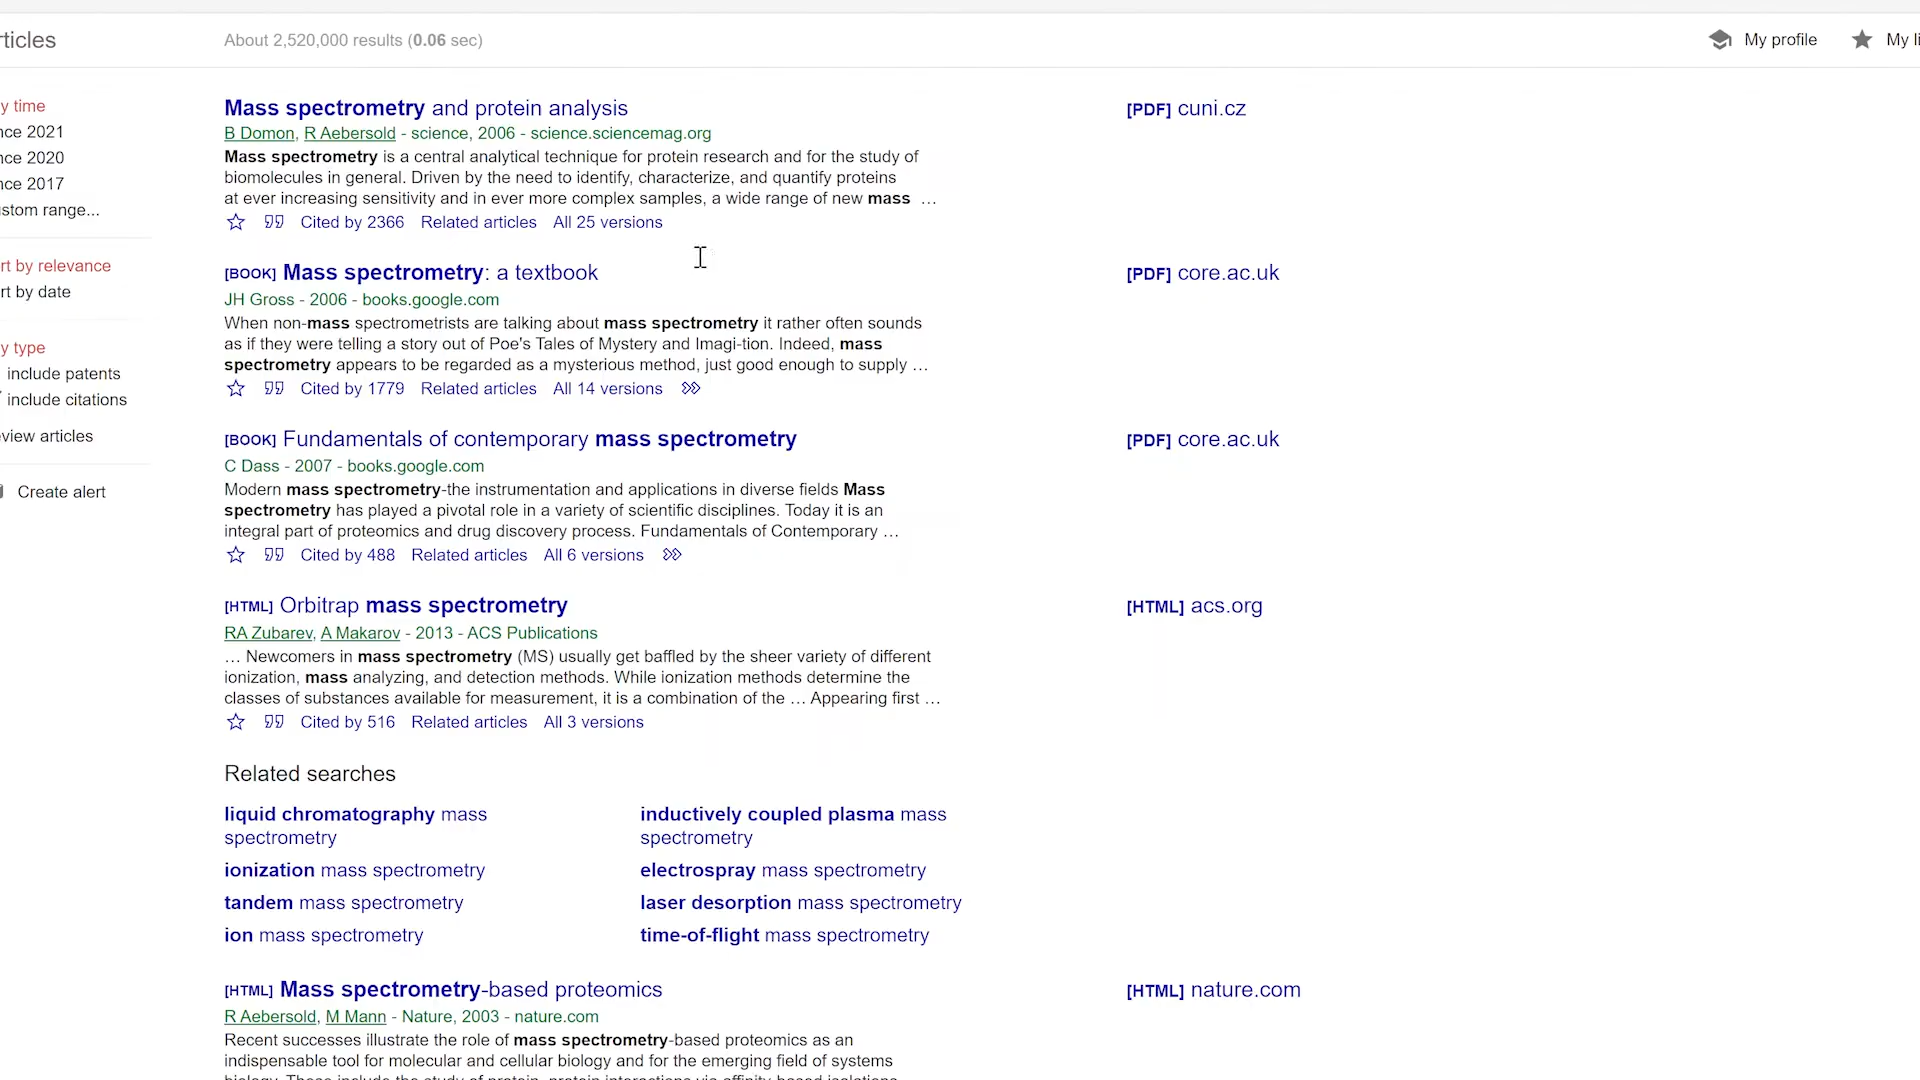 rticles
About 2,520,000 results (0.06 sec)
My profile
My li
y time
nce 2021
nce 2020
nce 2017
stom range...
rt by relevance
rt by date
y type
include patents
include citations
view articles
Create alert
Mass spectrometry and protein analysis
[PDF] cuni.cz
B Domon, R Aebersold - science, 2006 - science.sciencemag.org
Mass spectrometry is a central analytical technique for protein research and for the study of
biomolecules in general. Driven by the need to identify, characterize, and quantify proteins
at ever increasing sensitivity and in ever more complex samples, a wide range of new mass …
Cited by 2366 Related articles All 25 versions
[BOOK] Mass spectrometry: a textbook
[PDF] core.ac.uk
JH Gross - 2006 - books.google.com
When non-mass spectrometrists are talking about mass spectrometry it rather often sounds
as if they were telling a story out of Poe's Tales of Mystery and Imagi-tion. Indeed, mass
spectrometry appears to be regarded as a mysterious method, just good enough to supply …
Cited by 1779 Related articles All 14 versions
[BOOK] Fundamentals of contemporary mass spectrometry
[PDF] core.ac.uk
C Dass - 2007 - books.google.com
Modern mass spectrometry-the instrumentation and applications in diverse fields Mass
spectrometry has played a pivotal role in a variety of scientific disciplines. Today it is an
integral part of proteomics and drug discovery process. Fundamentals of Contemporary …
Cited by 488 Related articles All 6 versions
[HTML] Orbitrap mass spectrometry
[HTML] acs.org
RA Zubarev, A Makarov - 2013 - ACS Publications
… Newcomers in mass spectrometry (MS) usually get baffled by the sheer variety of different
ionization, mass analyzing, and detection methods. While ionization methods determine the
classes of substances available for measurement, it is a combination of the … Appearing first …
Cited by 516 Related articles All 3 versions
Related searches
liquid chromatography mass
spectrometry
inductively coupled plasma mass
spectrometry
ionization mass spectrometry
electrospray mass spectrometry
tandem mass spectrometry
laser desorption mass spectrometry
ion mass spectrometry
time-of-flight mass spectrometry
[HTML] Mass spectrometry-based proteomics
[HTML] nature.com
R Aebersold, M Mann - Nature, 2003 - nature.com
Recent successes illustrate the role of mass spectrometry-based proteomics as an
indispensable tool for molecular and cellular biology and for the emerging field of systems
biology. These include the study of protein–protein interactions via affinity-based isolations